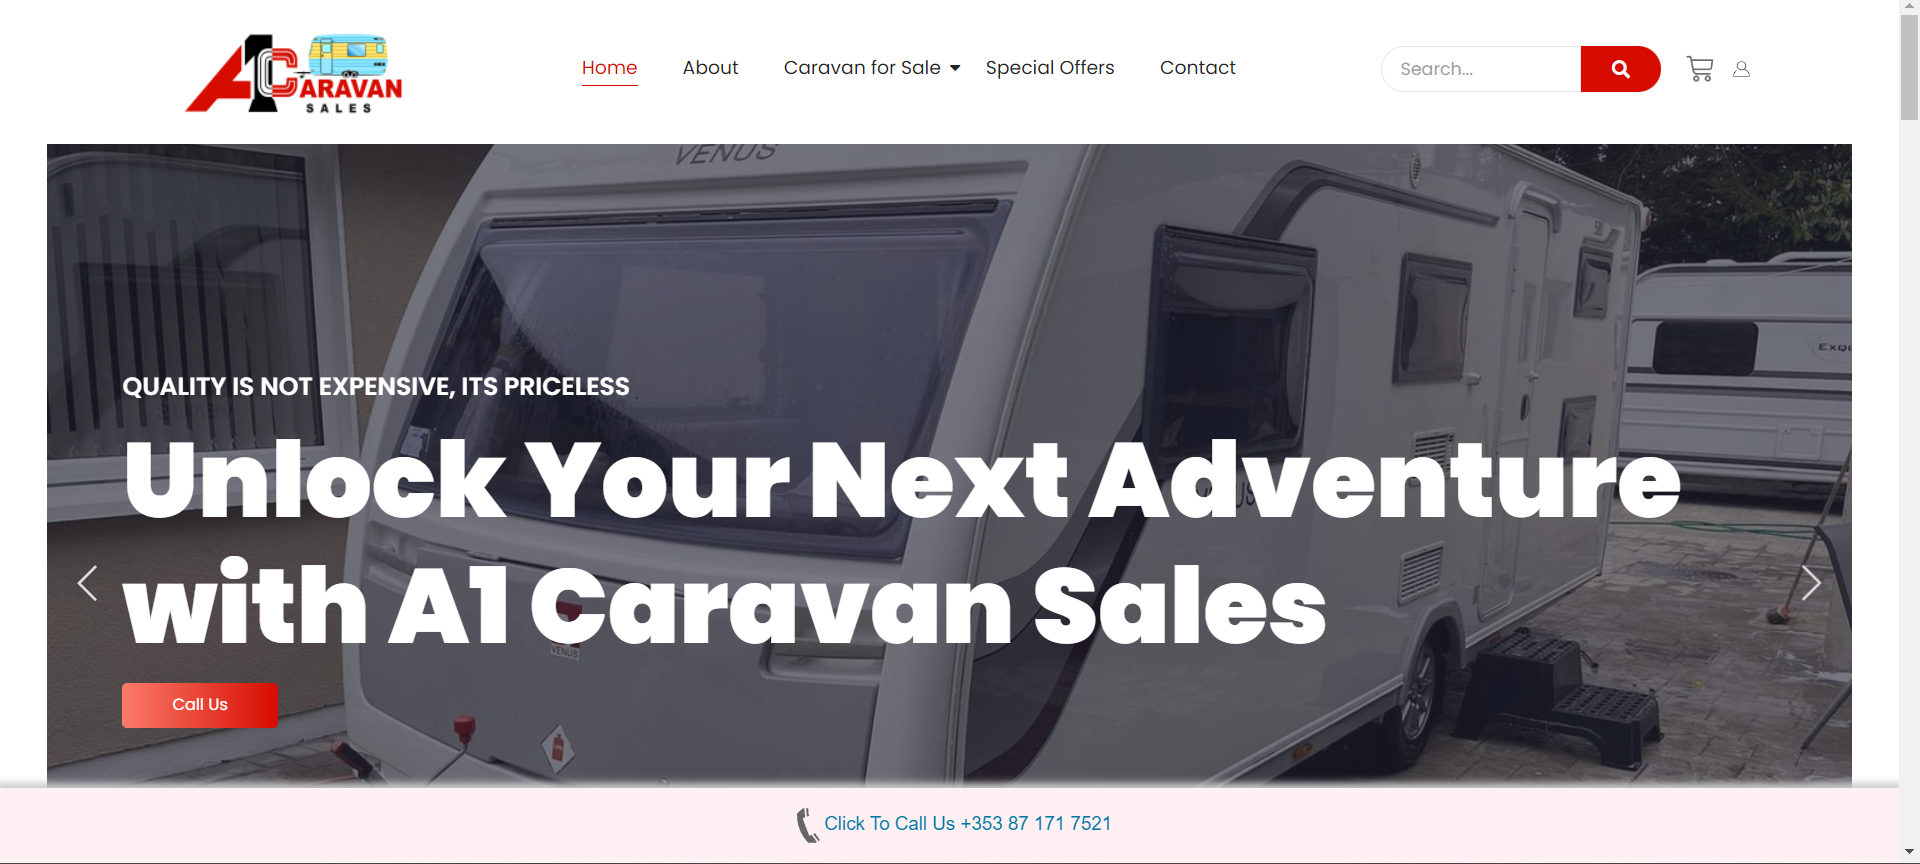 A1 CARAVAN
SALES
Home
About
Caravan for Sale
Special Offers
Contact
Search...
VENUS
QUALITY IS NOT EXPENSIVE, ITS PRICELESS
Unlock Your Next Adventure
with A1 Caravan Sales
VENUS
Call Us
Click To Call Us +353 87 171 7521